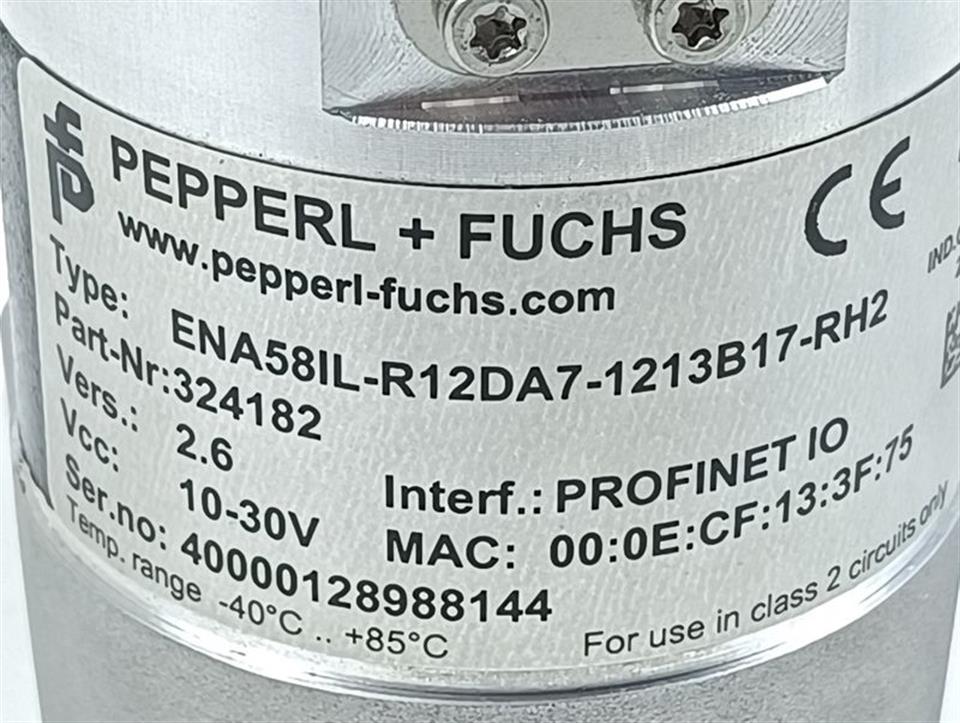 PEPPERL + FUCHS
CE
www.pepperl-fuchs.com
Type: ENA58IL-R12DA7-1213B17-RH2
Part-Nr: 324182
Vers.: 2.6
Vcc: 10-30V Interf.: PROFINET IO
Ser.no: 40000128988144 MAC: 00:0E:CF:13:3F:75
Temp. range -40°C .. +85°C For use in class 2 circuits only